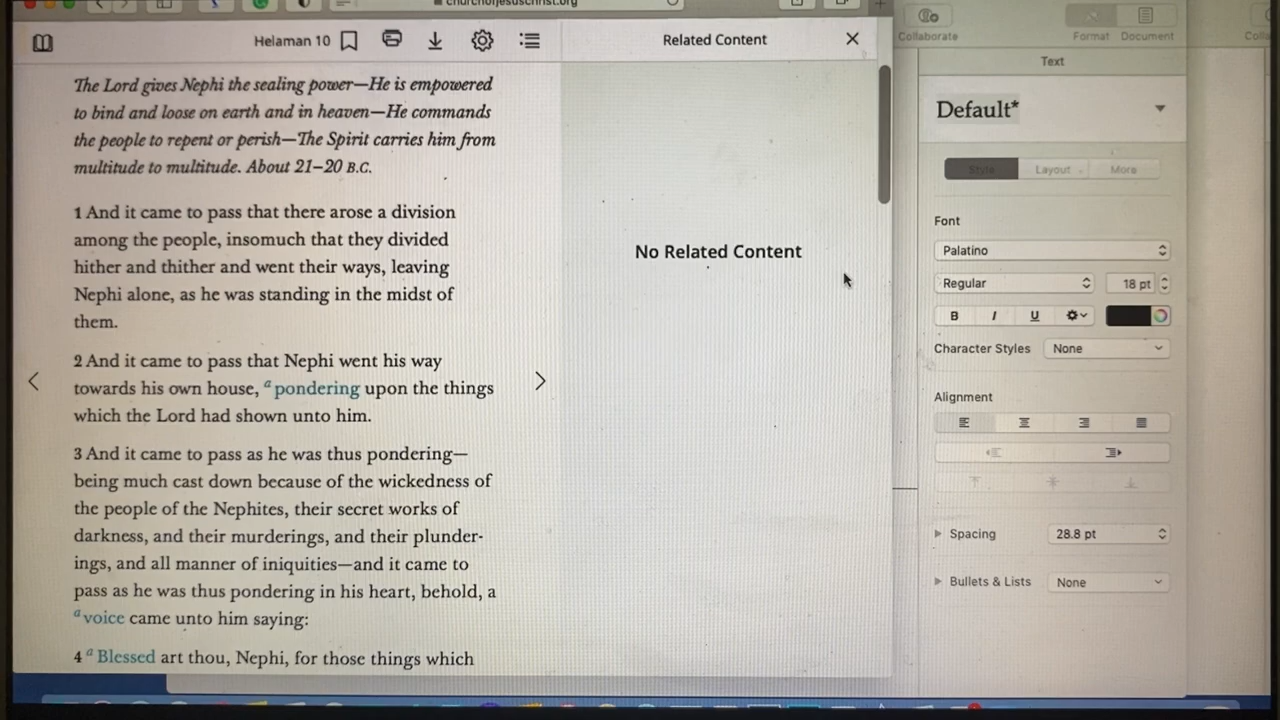 churchofjesuschrist.org
Helaman 10
Related Content
The Lord gives Nephi the sealing power—He is empowered
to bind and loose on earth and in heaven—He commands
the people to repent or perish—The Spirit carries him from
multitude to multitude. About 21–20 B.C.
1 And it came to pass that there arose a division
among the people, insomuch that they divided
hither and thither and went their ways, leaving
Nephi alone, as he was standing in the midst of
them.
2 And it came to pass that Nephi went his way
towards his own house, a pondering upon the things
which the Lord had shown unto him.
3 And it came to pass as he was thus pondering—
being much cast down because of the wickedness of
the people of the Nephites, their secret works of
darkness, and their murderings, and their plunder-
ings, and all manner of iniquities—and it came to
pass as he was thus pondering in his heart, behold, a
a voice came unto him saying:
4 a Blessed art thou, Nephi, for those things which
No Related Content
Collaborate
Format Document
Text
Default*
Style Layout More
Font
Palatino
Regular 18 pt
B I U
Character Styles None
Alignment
Spacing 28.8 pt
Bullets & Lists None